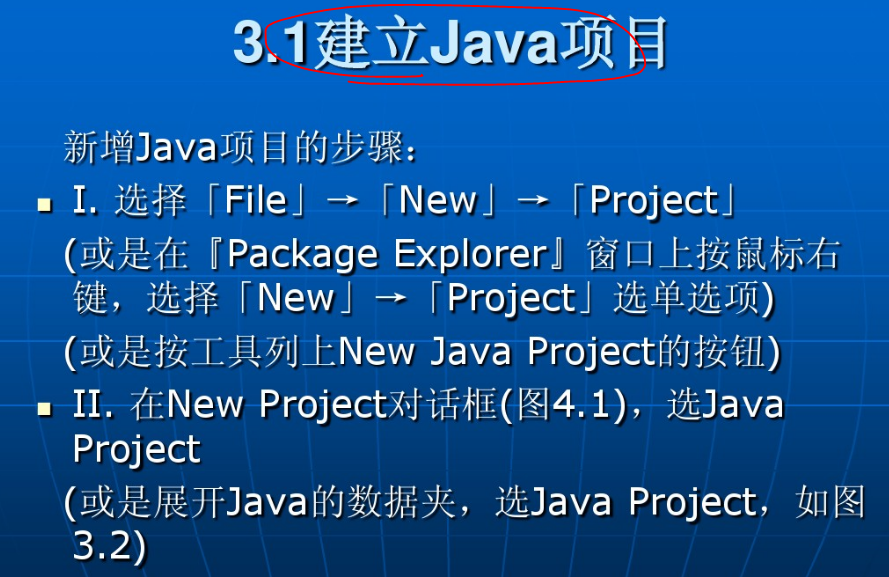 3.1建立Java项目
新增Java项目的步骤：
I. 选择「File」→「New」→「Project」
(或是在『Package Explorer』窗口上按鼠标右
键，选择「New」→「Project」选单选项)
(或是按工具列上New Java Project的按钮)
II. 在New Project对话框(图4.1)，选Java
Project
(或是展开Java的数据夹，选Java Project，如图
3.2)